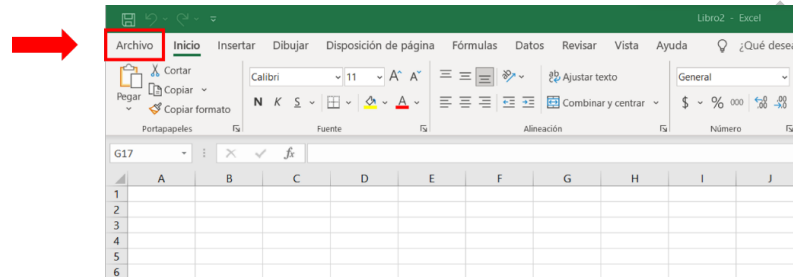 Libro2 - Excel
Archivo Inicio Insertar Dibujar Disposición de página Fórmulas Datos Revisar Vista Ayuda ¿Qué dese
Cortar
Copiar
Copiar formato
Pegar
Calibri 11 A A
N K S A
Ajustar texto
Combinar y centrar
General
$ % 000
Portapapeles Fuente Alineación Número
G17 fx
A B C D E F G H I J
1
2
3
4
5
6